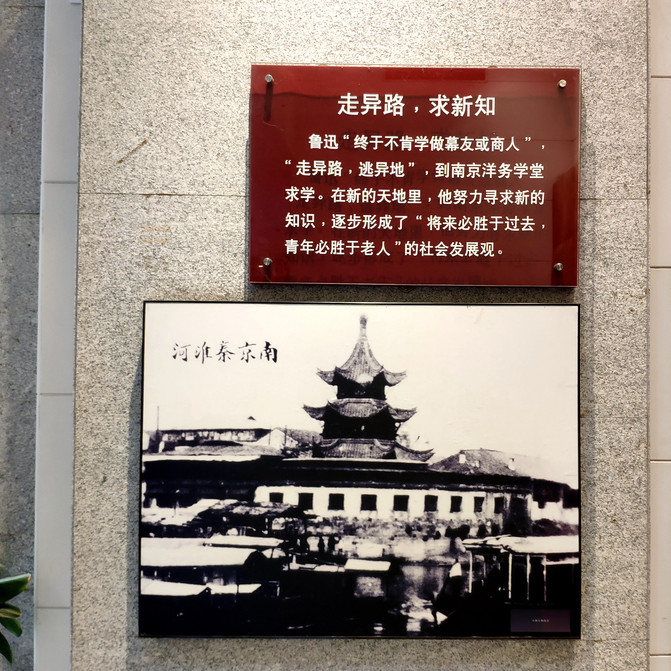 走异路，求新知
鲁迅“终于不肯学做幕友或商人”，
“走异路，逃异地”，到南京洋务学堂
求学。在新的天地里，他努力寻求新的
知识，逐步形成了“将来必胜于过去，
青年必胜于老人”的社会发展观。
河淮秦京南